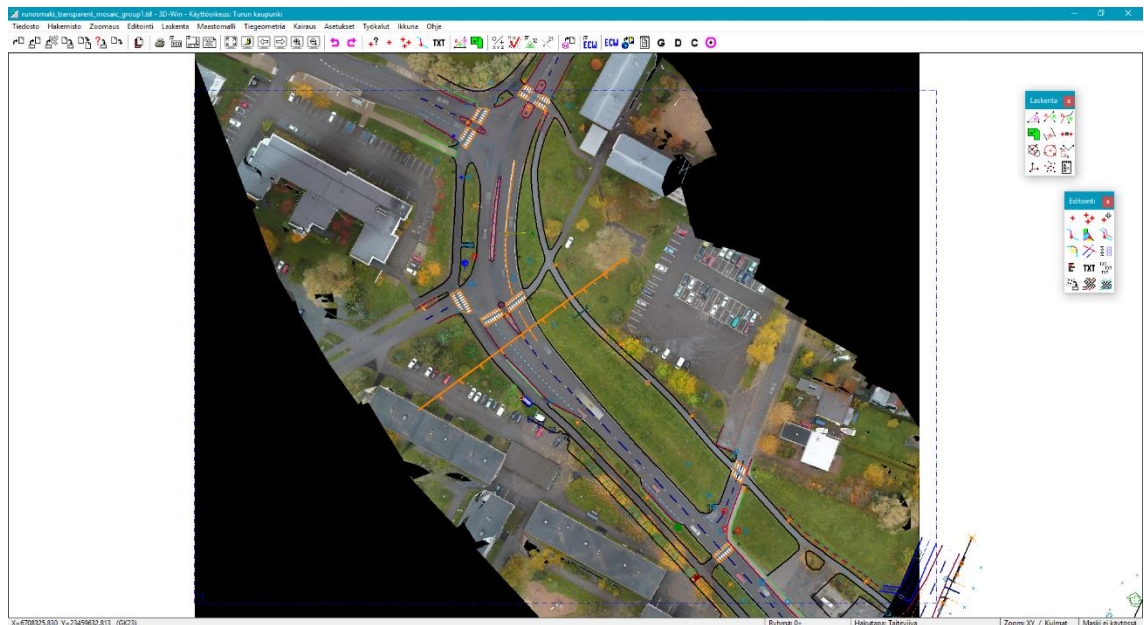 runosmaki_transparent_mosaic_group1.tif - 3D-Win - Käyttöoikeus: Turun kaupunki
Tiedosto Hakemisto Zoomaus Editointi Laskenta Maastomalli Tiegeometria Kairaus Asetukset Työkalut Ikkuna Ohje
TXT ECW ECW G D C
Laskenta x
Editointi x
E TXT
X=6708325.830 Y=23459632.813 (GK23) Ryhmä: 0+ Hakutapa: Taiteviiva Zoom: XY / Kulmat Maski ei käytössä